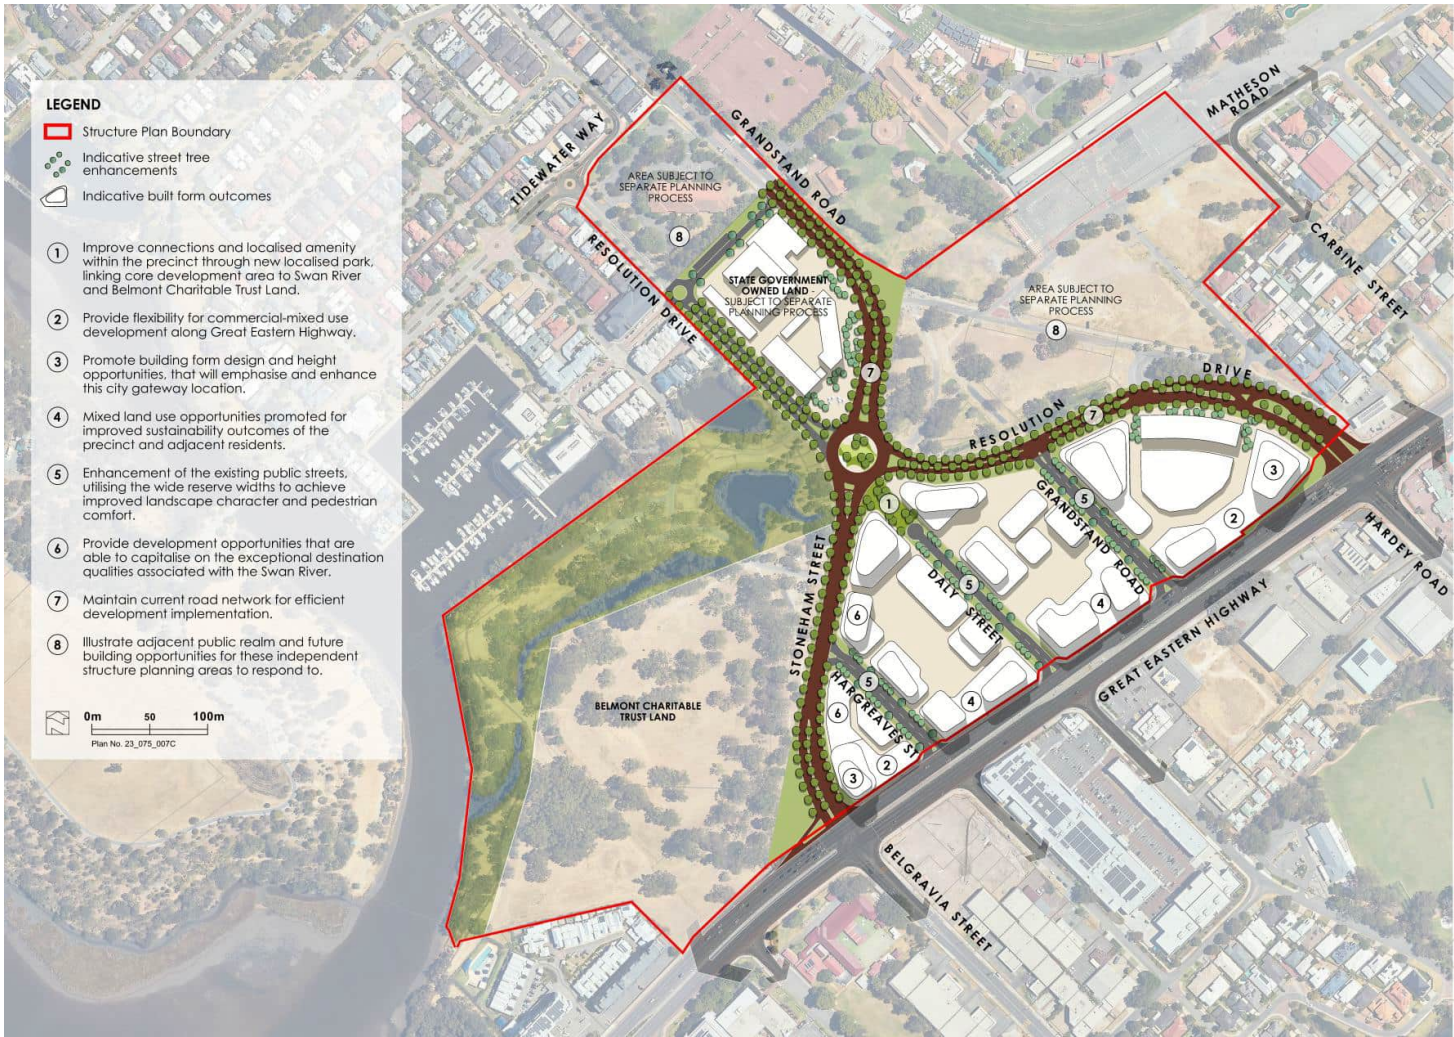 LEGEND
Structure Plan Boundary
Indicative street tree
enhancements
Indicative built form outcomes
1 Improve connections and localised amenity
within the precinct through new localised park,
linking core development area to Swan River
and Belmont Charitable Trust Land.
2 Provide flexibility for commercial-mixed use
development along Great Eastern Highway.
3 Promote building form design and height
opportunities, that will emphasise and enhance
this city gateway location.
4 Mixed land use opportunities promoted for
improved sustainability outcomes of the
precinct and adjacent residents.
5 Enhancement of the existing public streets,
utilising the wide reserve widths to achieve
improved landscape character and pedestrian
comfort.
6 Provide development opportunities that are
able to capitalise on the exceptional destination
qualities associated with the Swan River.
7 Maintain current road network for efficient
development implementation.
8 Illustrate adjacent public realm and future
building opportunities for these independent
structure planning areas to respond to.
0m 50 100m
Plan No. 23_075_007C
TIDEWATER WAY
GRANDSTAND ROAD
MATHESON
ROAD
CARBINE STREET
AREA SUBJECT TO
SEPARATE PLANNING
PROCESS
8
RESOLUTION DRIVE
STATE GOVERNMENT
OWNED LAND
SUBJECT TO SEPARATE
PLANNING PROCESS
AREA SUBJECT TO
SEPARATE PLANNING
PROCESS
8
7
RESOLUTION DRIVE
7
3
5
1
2
GRANDSTAND ROAD
HARDEY ROAD
STONEHAM STREET
DALY STREET
5
4
6
GREAT EASTERN HIGHWAY
5
HARGREAVES ST
4
6
2
3
BELMONT CHARITABLE
TRUST LAND
BELGRAVIA STREET